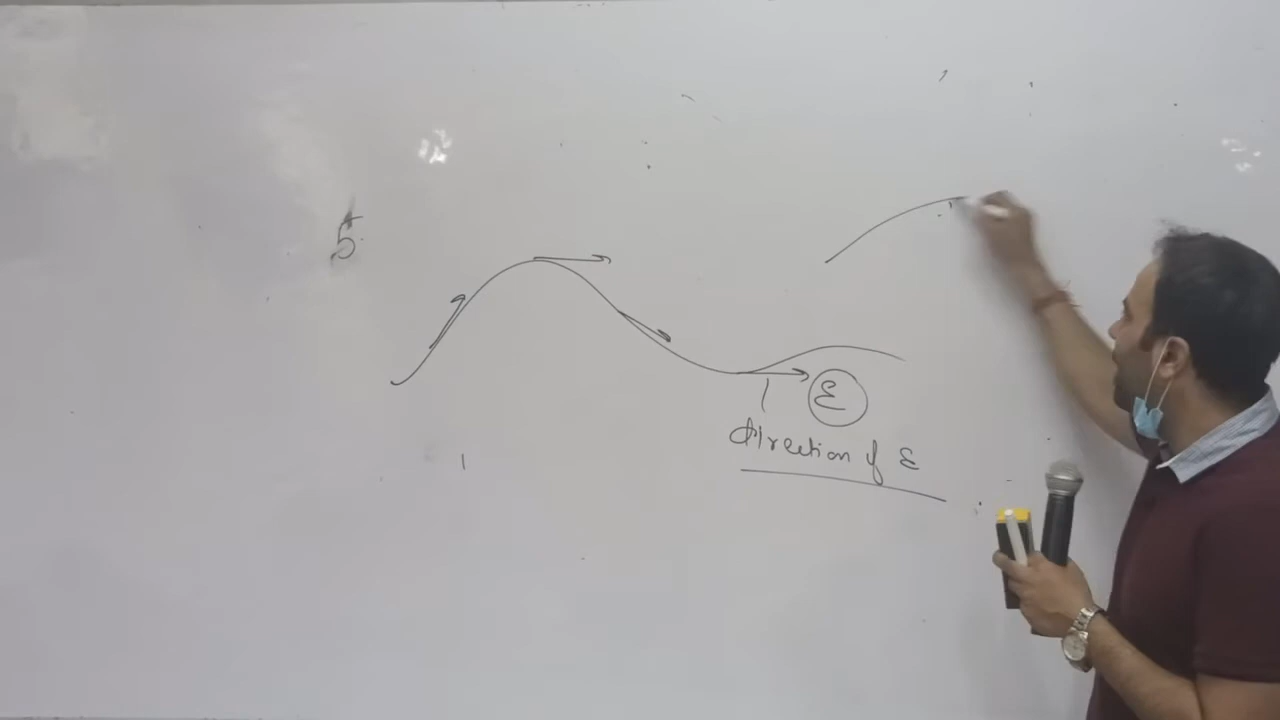 5
ε
direction of ε